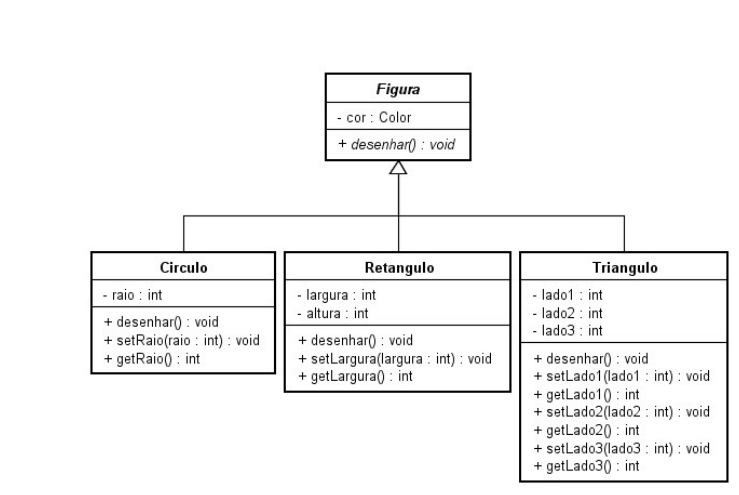 Figura
- cor : Color
+ desenhar() : void
Circulo
- raio : int
+ desenhar() : void
+ setRaio(raio : int) : void
+ getRaio() : int
Retangulo
- largura : int
- altura : int
+ desenhar() : void
+ setLargura(largura : int) : void
+ getLargura() : int
Triangulo
- lado1 : int
- lado2 : int
- lado3 : int
+ desenhar() : void
+ setLado1(lado1 : int) : void
+ getLado1() : int
+ setLado2(lado2 : int) : void
+ getLado2() : int
+ setLado3(lado3 : int) : void
+ getLado3() : int